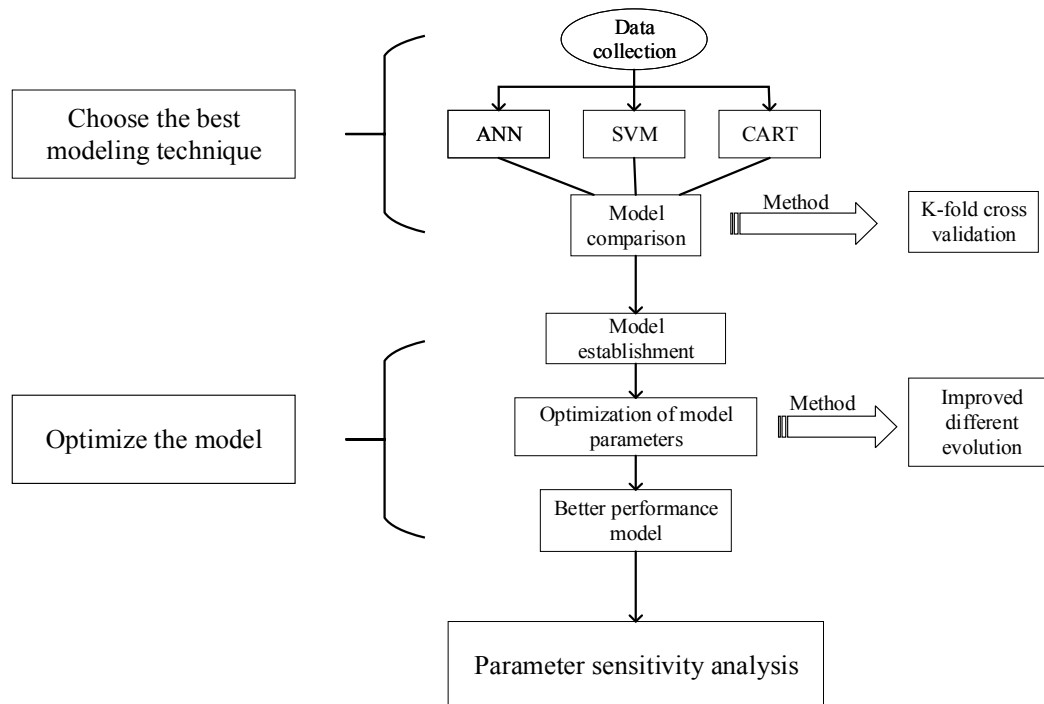 Data
collection
Choose the best
modeling technique
ANN
SVM
CART
Model
comparison
Method
K-fold cross
validation
Model
establishment
Optimize the model
Optimization of model
parameters
Method
Improved
different
evolution
Better performance
model
Parameter sensitivity analysis